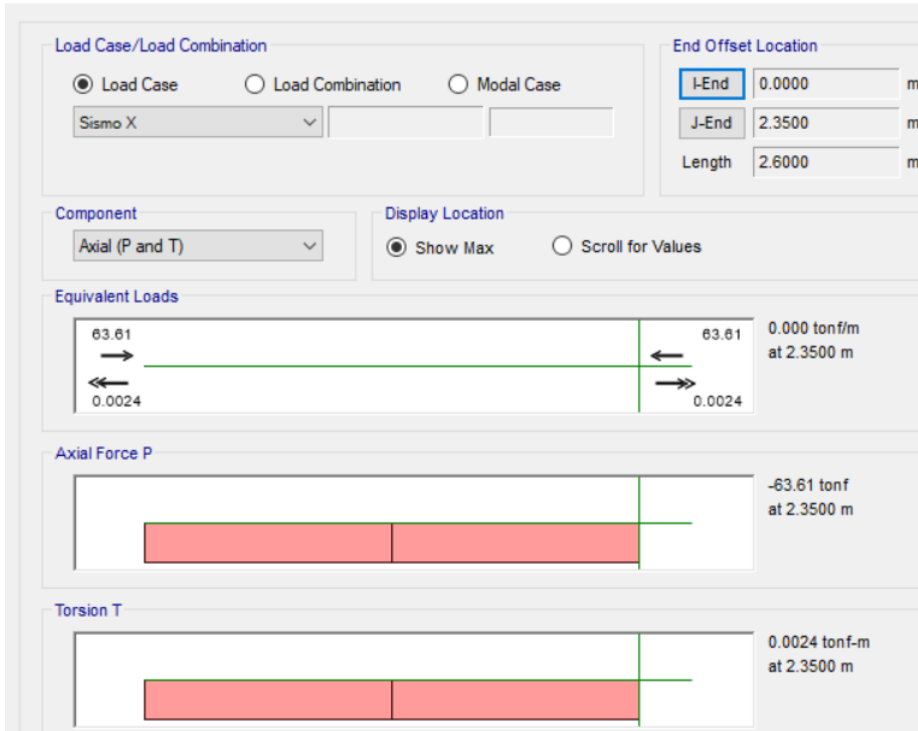 Load Case/Load Combination
Load Case
Load Combination
Modal Case
Sismo X
End Offset Location
I-End 0.0000 m
J-End 2.3500 m
Length 2.6000 m
Component
Axial (P and T)
Display Location
Show Max
Scroll for Values
Equivalent Loads
63.61
63.61
0.0024
0.0024
0.000 tonf/m
at 2.3500 m
Axial Force P
-63.61 tonf
at 2.3500 m
Torsion T
0.0024 tonf-m
at 2.3500 m